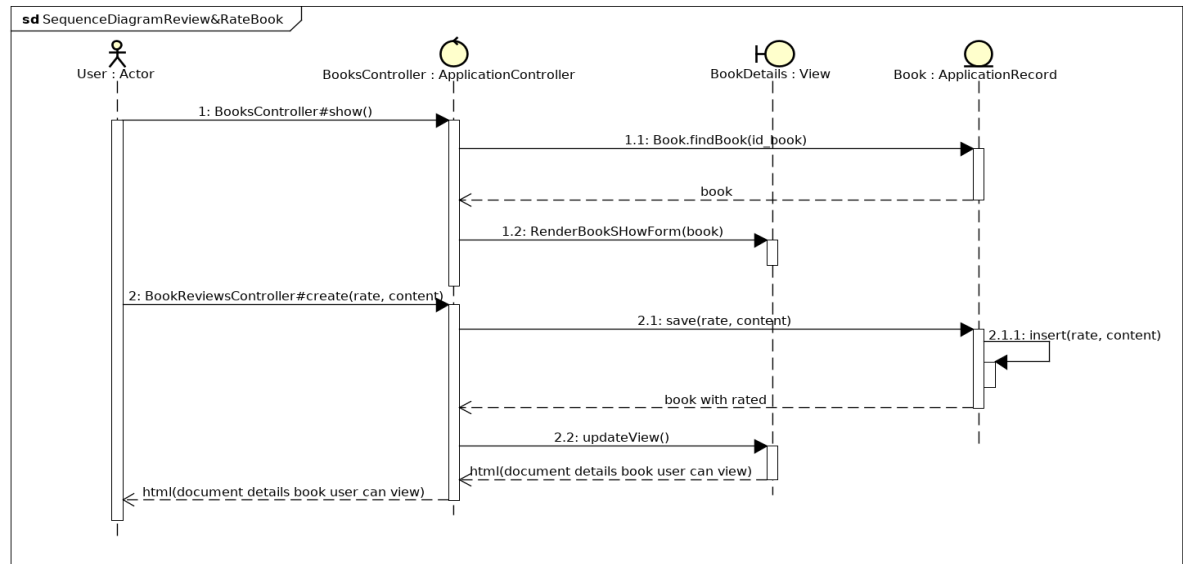 sd SequenceDiagramReview&RateBook
User : Actor
BooksController : ApplicationController
BookDetails : View
Book : ApplicationRecord
1: BooksController#show()
1.1: Book.findBook(id_book)
book
1.2: RenderBookSHowForm(book)
2: BookReviewsController#create(rate, content)
2.1: save(rate, content)
2.1.1: insert(rate, content)
book with rated
2.2: updateView()
html(document details book user can view)
html(document details book user can view)